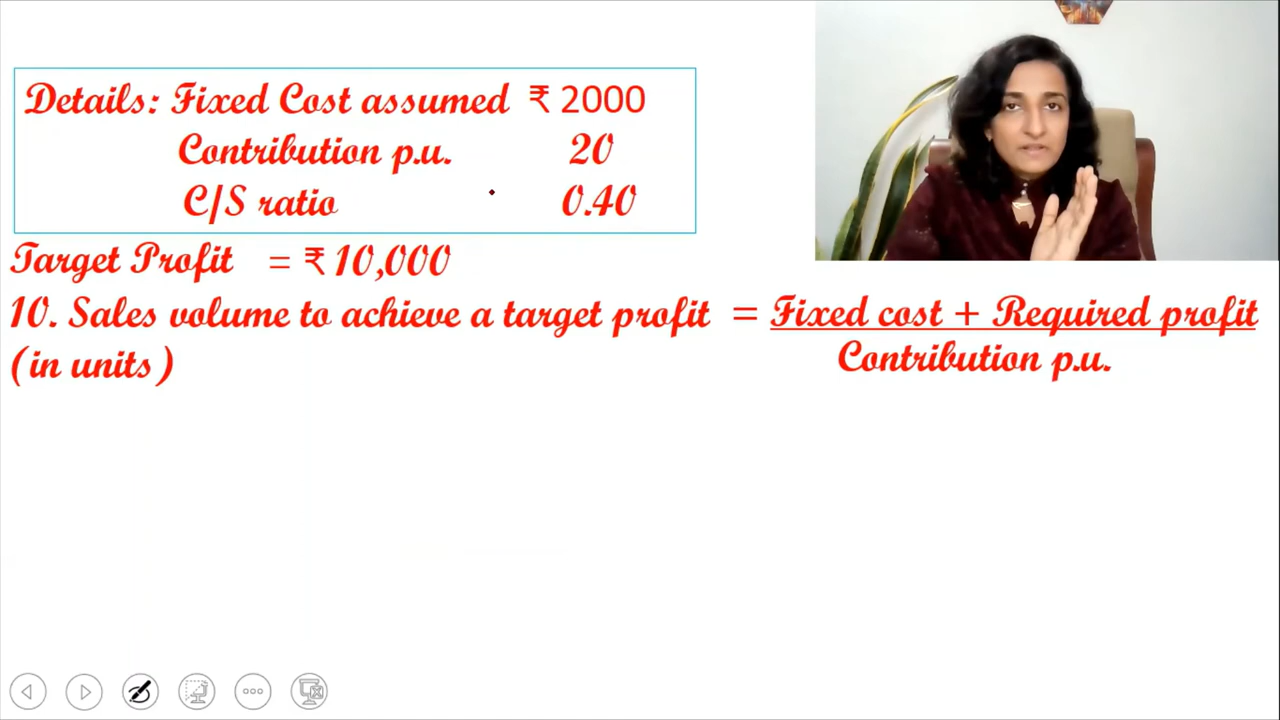 Details: Fixed Cost assumed ₹ 2000
Contribution p.u. 20
C/S ratio 0.40
Target Profit = ₹ 10,000
10. Sales volume to achieve a target profit = Fixed cost + Required profit
(in units) Contribution p.u.